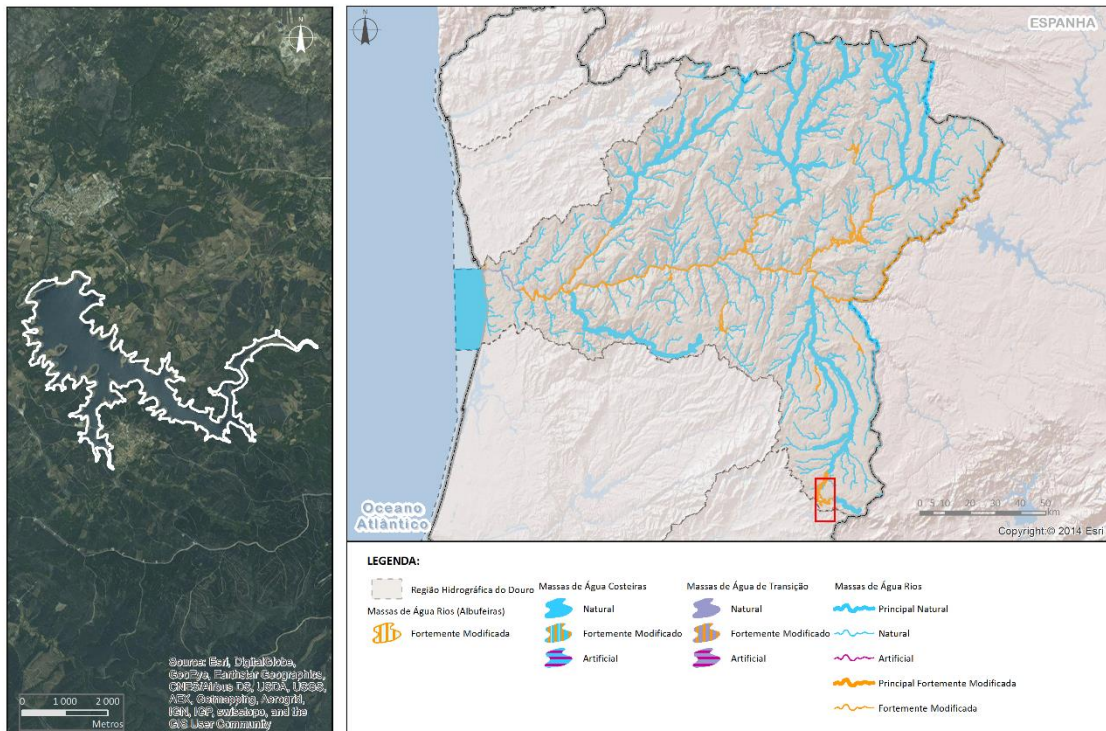 Source: Esri, DigitalGlobe,
GeoEye, Earthstar Geographics,
CNES/Airbus DS, USDA, USGS,
AEX, Getmapping, Aerogrid,
IGN, IGP, swisstopo, and the
GIS User Community
0 1 000 2 000
Metros
ESPANHA
Oceano
Atlântico
0 5 10 20 30 40 50
km
Copyright:© 2014 Esri
LEGENDA:
Região Hidrográfica do Douro
Massas de Água Rios (Albufeiras)
Fortemente Modificada
Massas de Água Costeiras
Natural
Fortemente Modificado
Artificial
Massas de Água de Transição
Natural
Fortemente Modificado
Artificial
Massas de Água Rios
Principal Natural
Natural
Artificial
Principal Fortemente Modificada
Fortemente Modificada